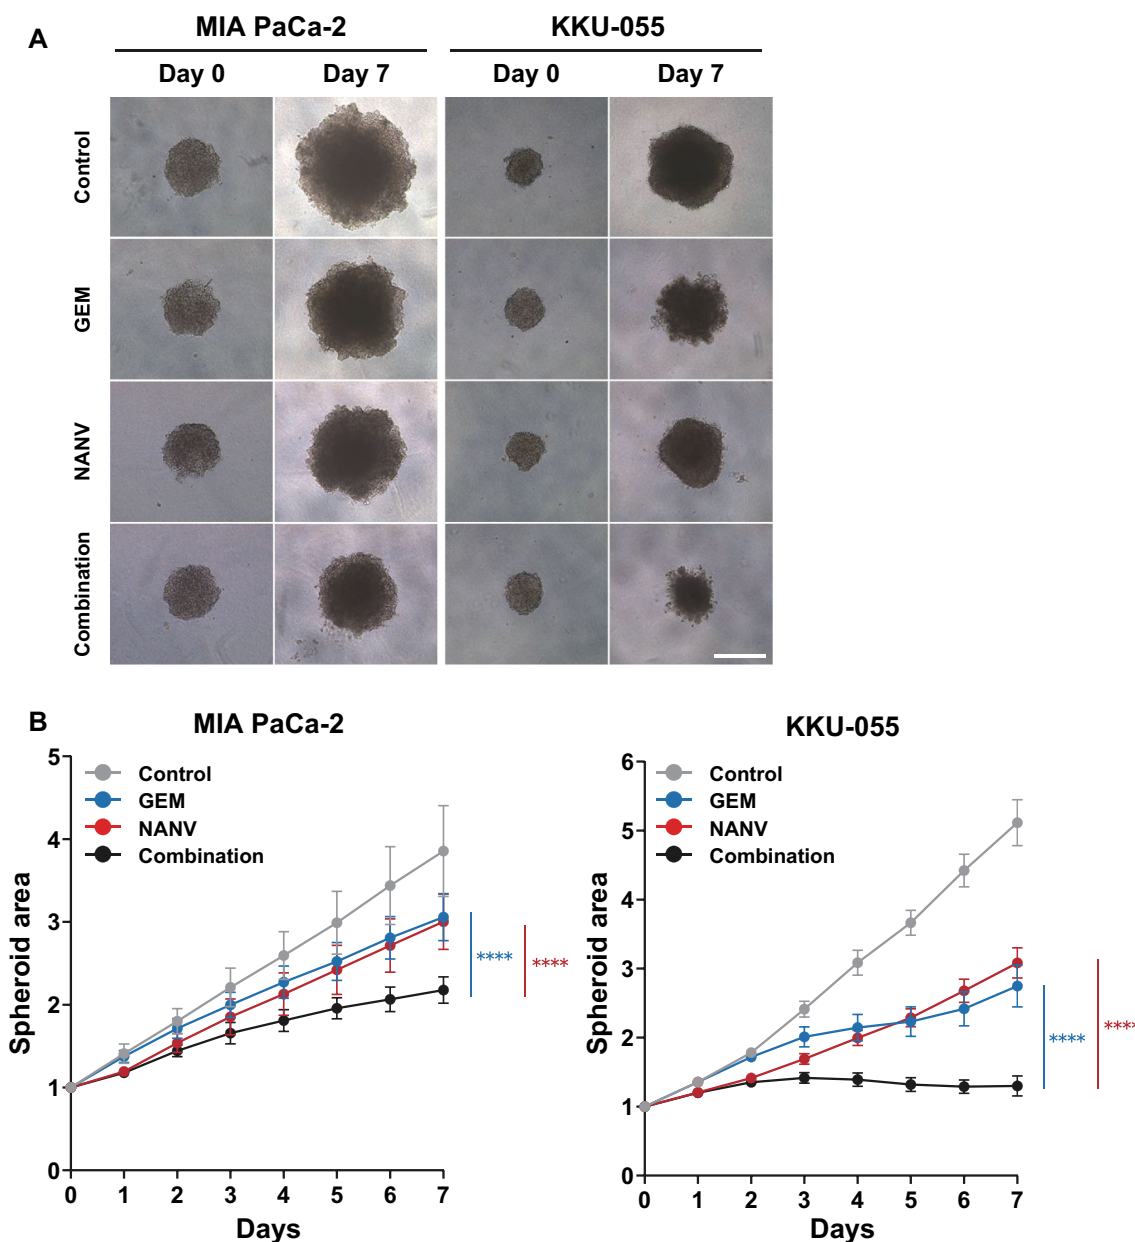 A
MIA PaCa-2
KKU-055
Day 0
Day 7
Day 0
Day 7
Control
GEM
NANV
Combination
B
MIA PaCa-2
Spheroid area
5
4
3
2
1
0
Control
GEM
NANV
Combination
****
****
0 1 2 3 4 5 6 7
Days
KKU-055
Spheroid area
6
5
4
3
2
1
0
Control
GEM
NANV
Combination
****
0 1 2 3 4 5 6 7
Days